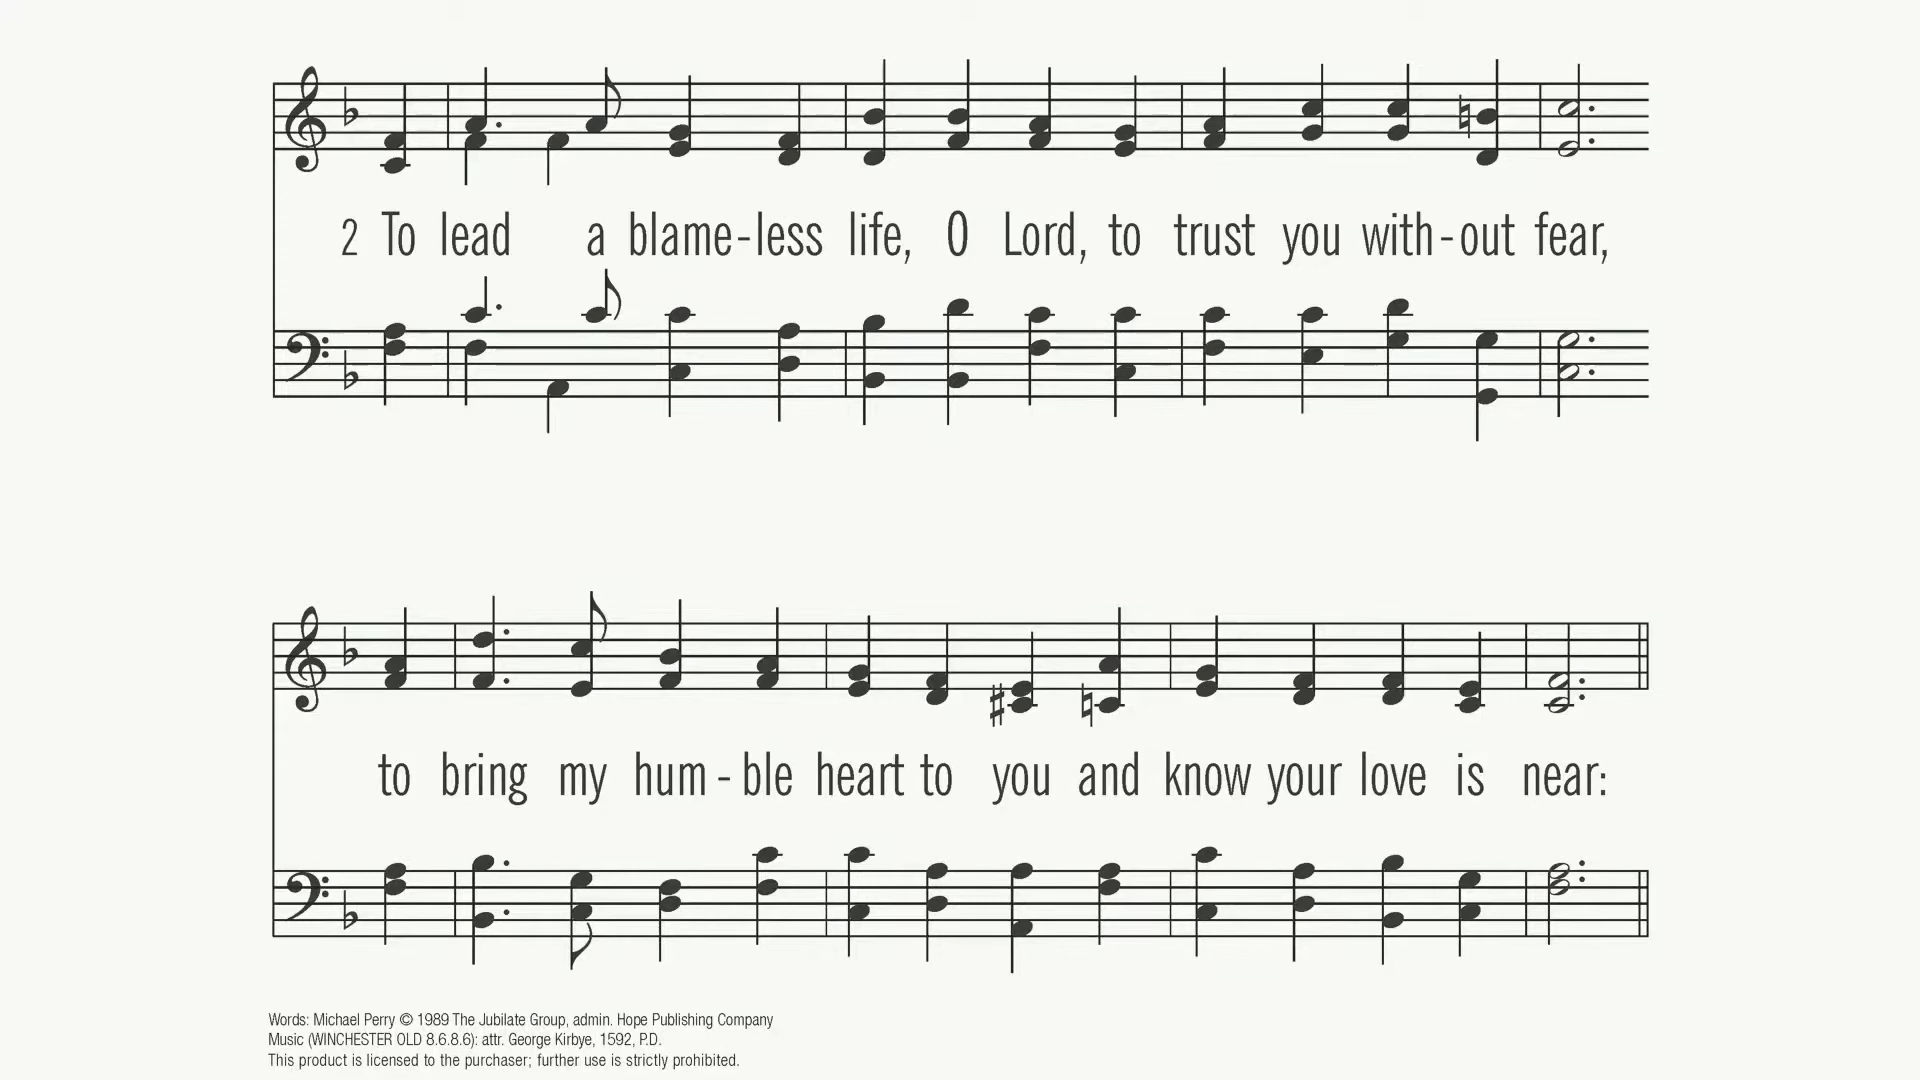 2 To lead a blame-less life, O Lord, to trust you with-out fear,
to bring my hum-ble heart to you and know your love is near:
Words: Michael Perry © 1989 The Jubilate Group, admin. Hope Publishing Company
Music (WINCHESTER OLD 8.6.8.6): attr. George Kirbye, 1592, P.D.
This product is licensed to the purchaser; further use is strictly prohibited.